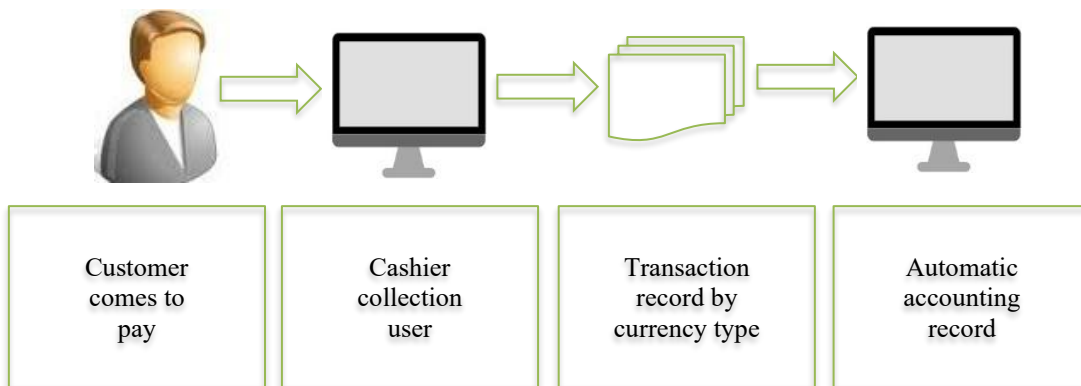 Customer
comes to
pay
Cashier
collection
user
Transaction
record by
currency type
Automatic
accounting
record